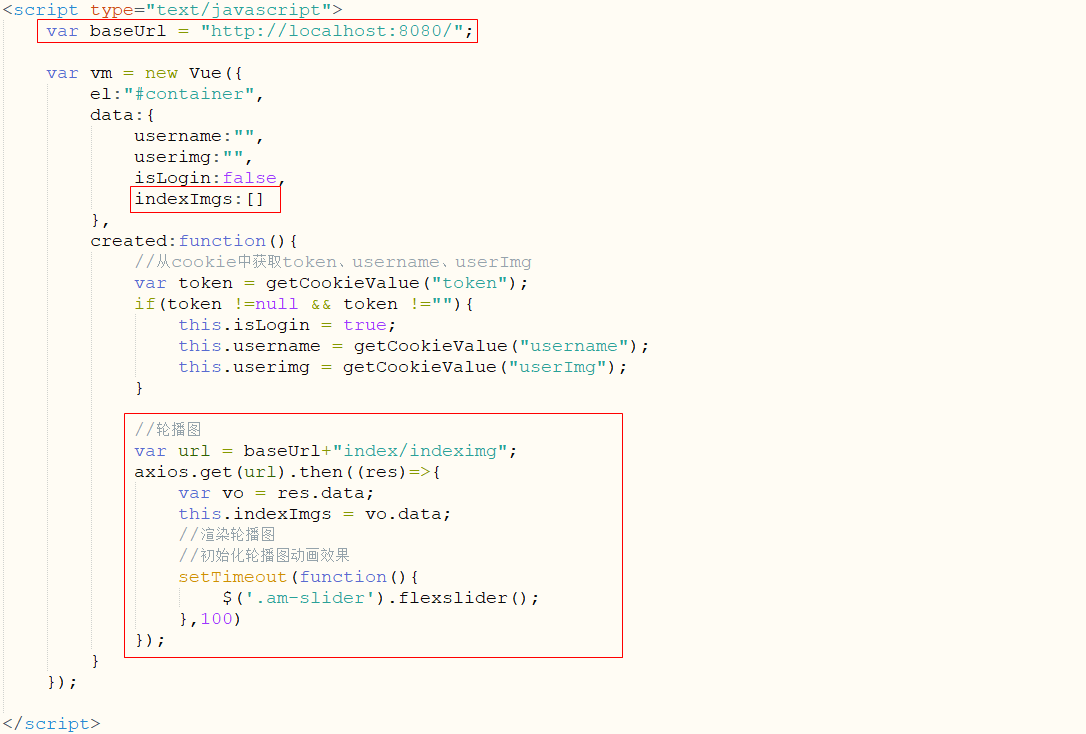 <script type="text/javascript">
var baseUrl = "http://localhost:8080/";
var vm = new Vue({
el:"#container",
data:{
username:"",
userimg:"",
isLogin:false,
indexImgs:[]
},
created:function(){
//从cookie中获取token、username、userImg
var token = getCookieValue("token");
if(token !=null && token !=""){
this.isLogin = true;
this.username = getCookieValue("username");
this.userimg = getCookieValue("userImg");
}
//轮播图
var url = baseUrl+"index/indeximg";
axios.get(url).then((res)=>{
var vo = res.data;
this.indexImgs = vo.data;
//渲染轮播图
//初始化轮播图动画效果
setTimeout(function(){
$('.am-slider').flexslider();
},100)
});
}
});
</script>